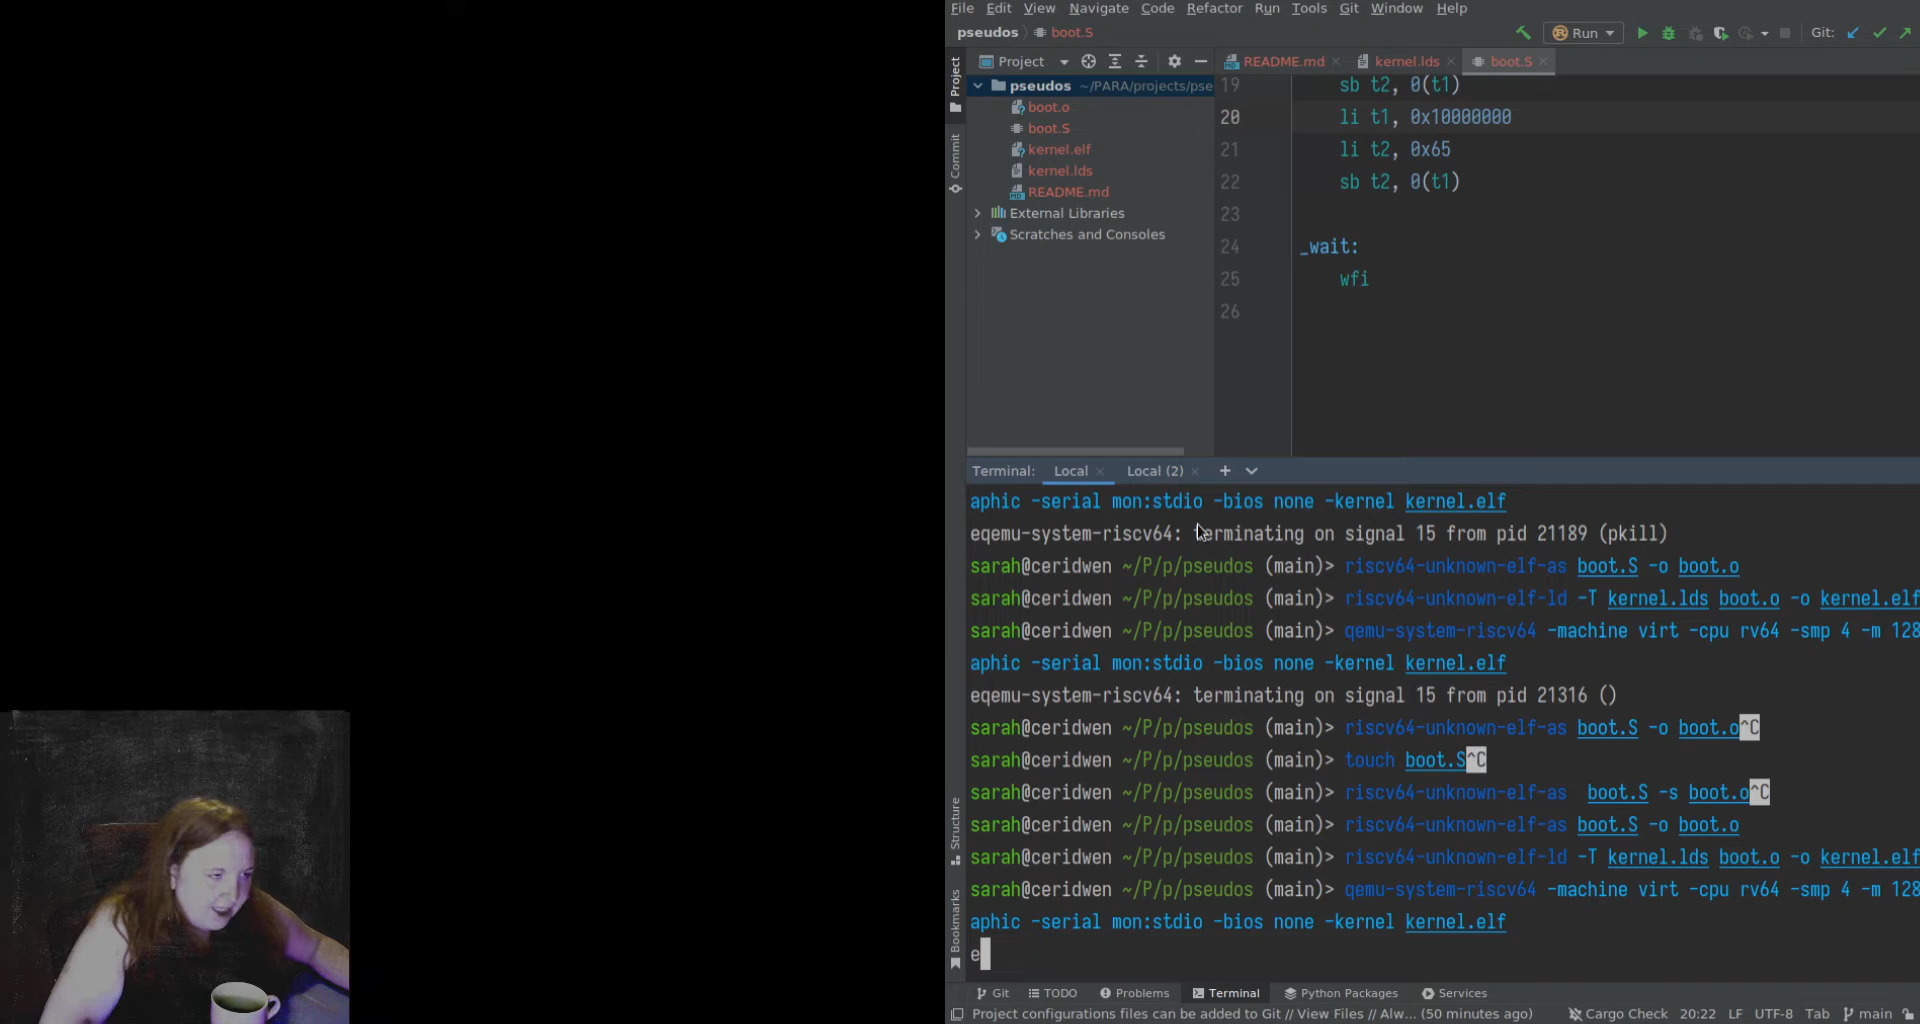 File Edit View Navigate Code Refactor Run Tools Git Window Help
pseudos boot.S Run Git:
Project README.md kernel.lds boot.S
Project
Commit
pseudos ~/PARA/projects/pse
boot.o
boot.S
kernel.elf
kernel.lds
README.md
External Libraries
Scratches and Consoles
19 sb t2, 0(t1)
20 li t1, 0x10000000
21 li t2, 0x65
22 sb t2, 0(t1)
23
24 _wait:
25 wfi
26
Terminal: Local Local (2)
aphic -serial mon:stdio -bios none -kernel kernel.elf
eqemu-system-riscv64: terminating on signal 15 from pid 21189 (pkill)
sarah@ceridwen ~/P/p/pseudos (main)> riscv64-unknown-elf-as boot.S -o boot.o
sarah@ceridwen ~/P/p/pseudos (main)> riscv64-unknown-elf-ld -T kernel.lds boot.o -o kernel.elf
sarah@ceridwen ~/P/p/pseudos (main)> qemu-system-riscv64 -machine virt -cpu rv64 -smp 4 -m 128
aphic -serial mon:stdio -bios none -kernel kernel.elf
eqemu-system-riscv64: terminating on signal 15 from pid 21316 ()
sarah@ceridwen ~/P/p/pseudos (main)> riscv64-unknown-elf-as boot.S -o boot.o^C
sarah@ceridwen ~/P/p/pseudos (main)> touch boot.S^C
sarah@ceridwen ~/P/p/pseudos (main)> riscv64-unknown-elf-as  boot.S -s boot.o^C
sarah@ceridwen ~/P/p/pseudos (main)> riscv64-unknown-elf-as boot.S -o boot.o
sarah@ceridwen ~/P/p/pseudos (main)> riscv64-unknown-elf-ld -T kernel.lds boot.o -o kernel.elf
sarah@ceridwen ~/P/p/pseudos (main)> qemu-system-riscv64 -machine virt -cpu rv64 -smp 4 -m 128
aphic -serial mon:stdio -bios none -kernel kernel.elf
e
Structure
Bookmarks
Git TODO Problems Terminal Python Packages Services
Project configurations files can be added to Git // View Files // Alw... (50 minutes ago) Cargo Check 20:22 LF UTF-8 Tab main